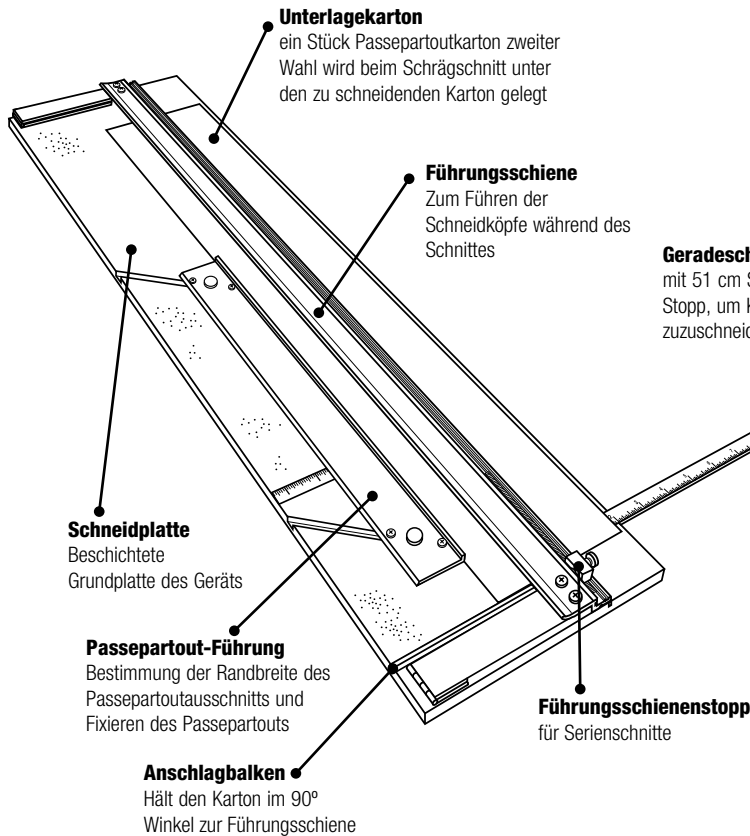 Unterlagekarton
ein Stück Passepartoutkarton zweiter
Wahl wird beim Schrägschnitt unter
den zu schneidenden Karton gelegt
Führungsschiene
Zum Führen der
Schneidköpfe während des
Schnittes
mit 51 cm
Stopp, um
Schneidplatte
Beschichtete
Grundplatte des Geräts
Passepartout-Führung
Bestimmung der Randbreite des
Passepartoutausschnitts und
Fixieren des Passepartouts
Führungsschienenstopp
für Serienschnitte
Anschlagbalken
Hält den Karton im 90º
Winkel zur Führungsschiene